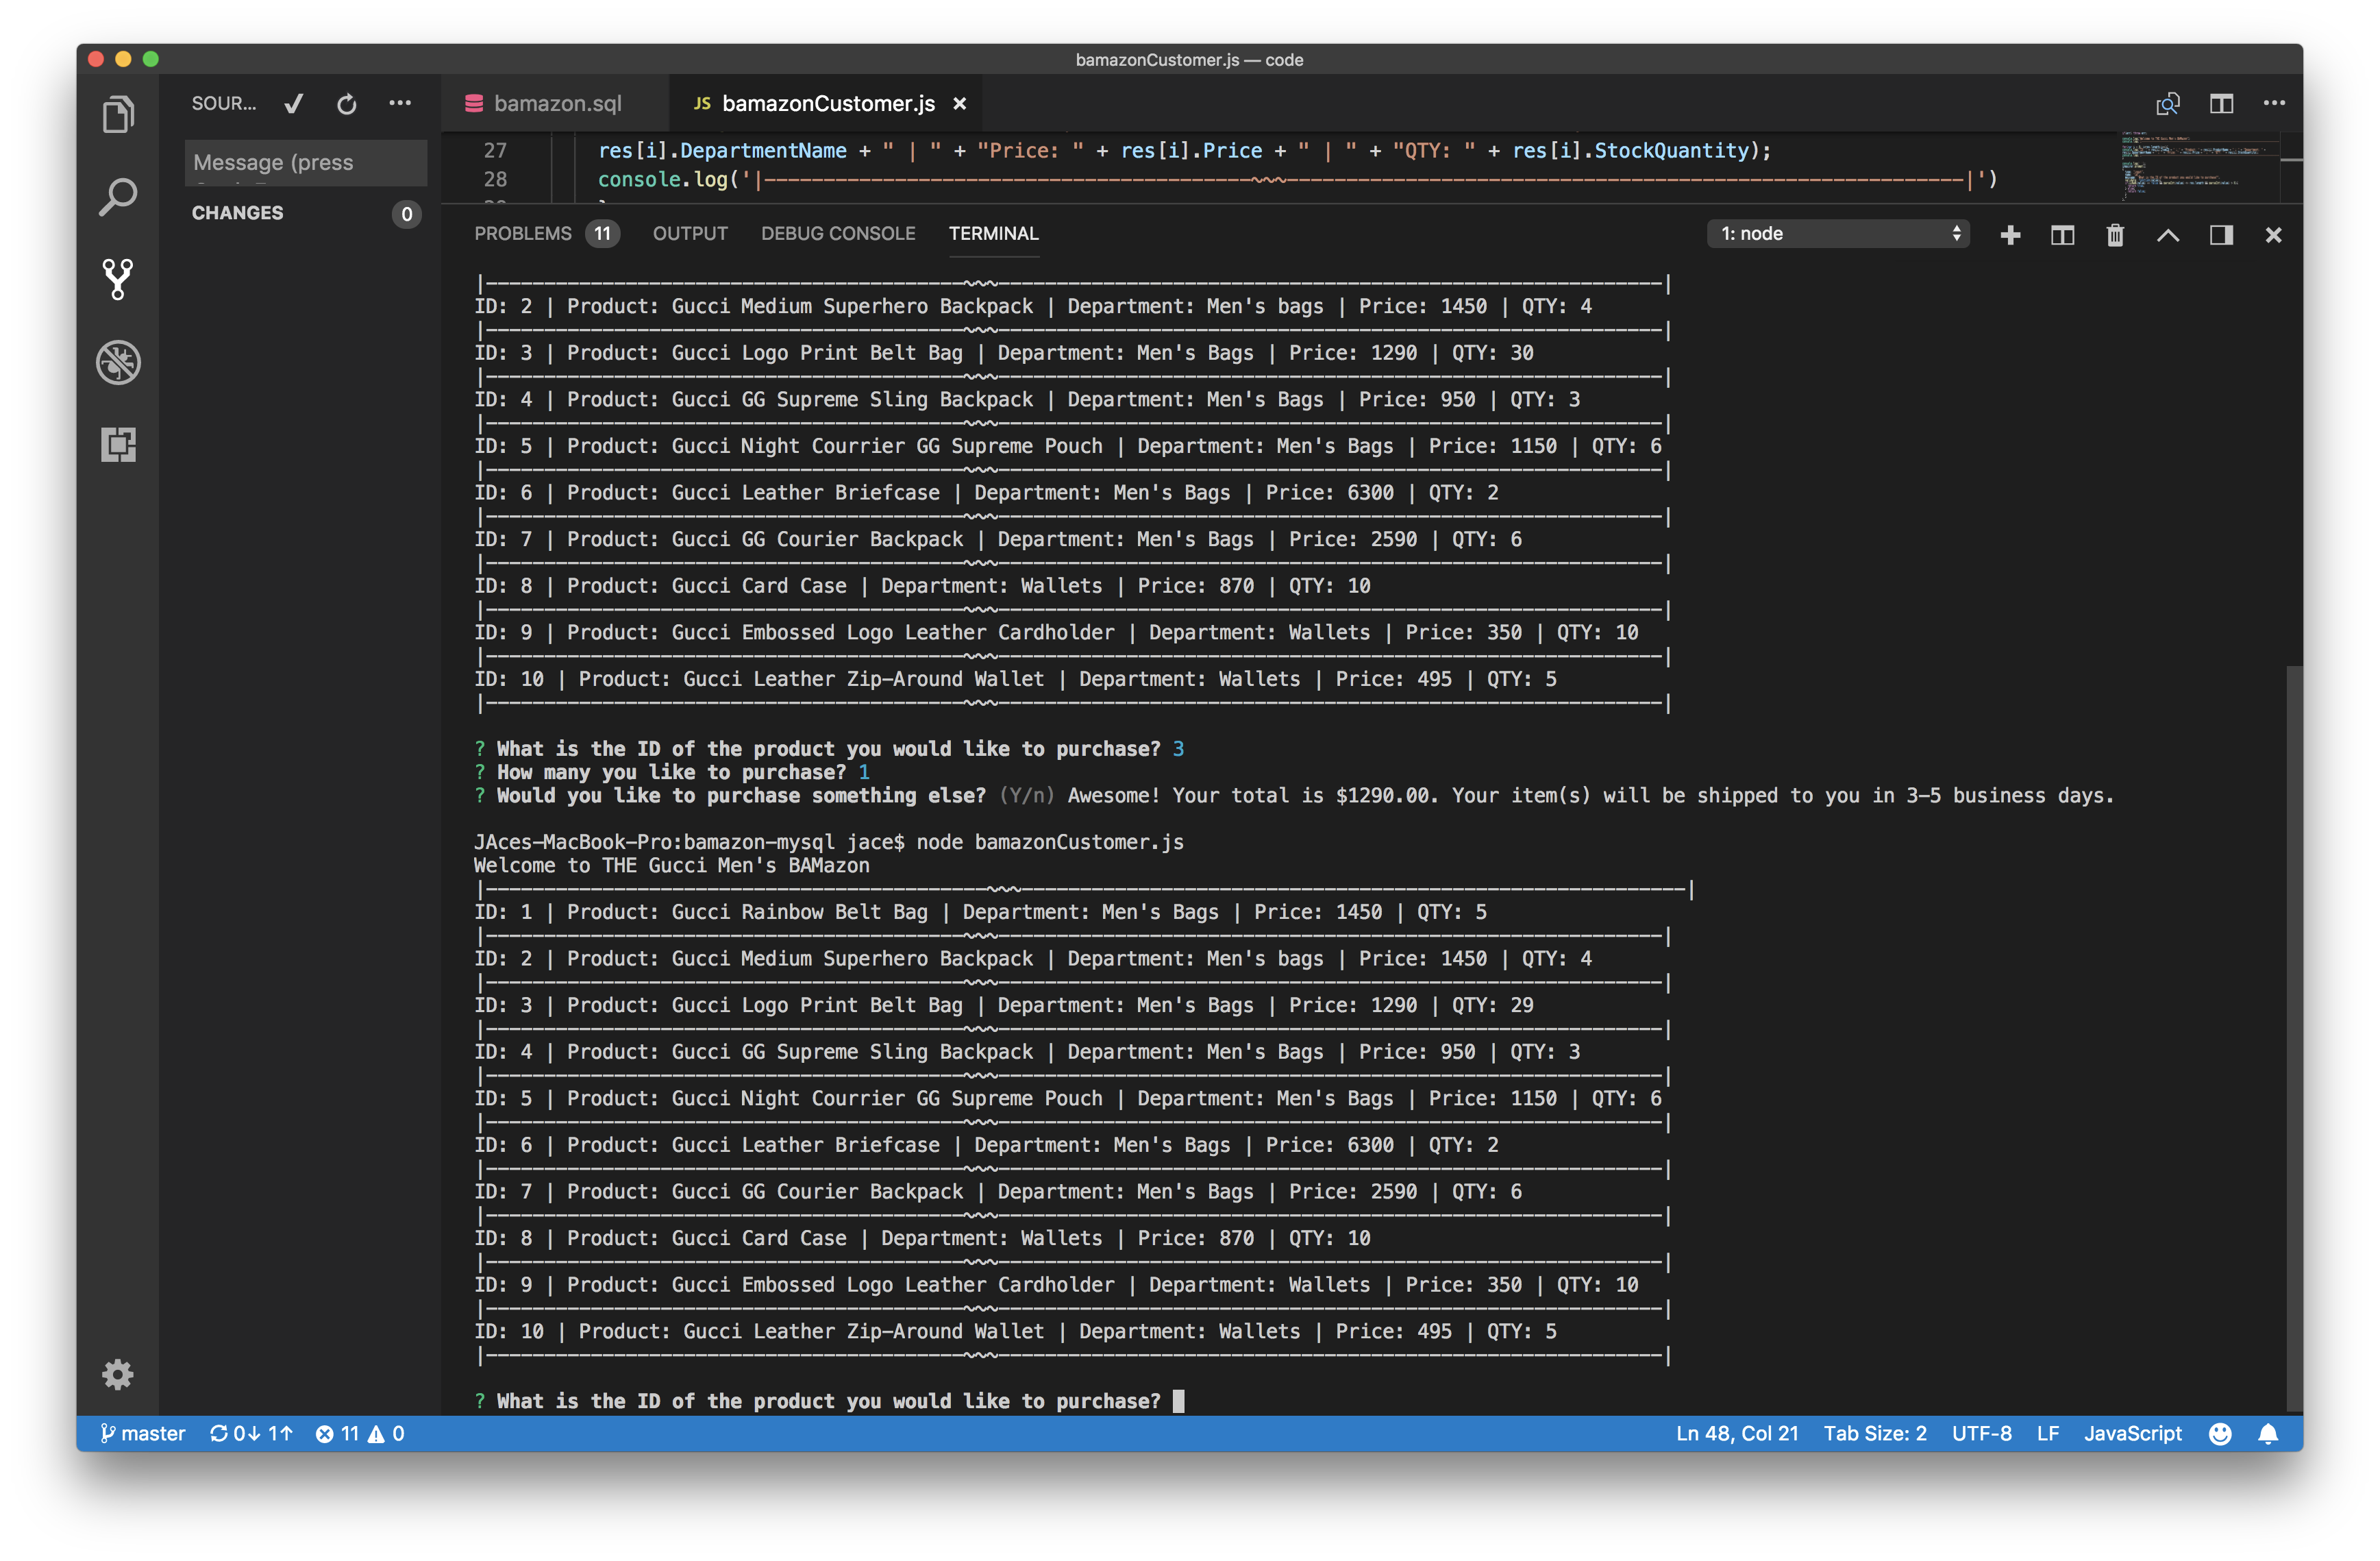 bamazonCustomer.js — code
SOUR...
bamazon.sql
JS bamazonCustomer.js
Message (press
CHANGES 0
27 res[i].DepartmentName + " | " + "Price: " + res[i].Price + " | " + "QTY: " + res[i].StockQuantity);
28 console.log('|------------------------------------------~~~----------------------------------------------------------|')
PROBLEMS 11 OUTPUT DEBUG CONSOLE TERMINAL 1: node
|-----------------------------------------~~~---------------------------------------------------------|
ID: 2 | Product: Gucci Medium Superhero Backpack | Department: Men's bags | Price: 1450 | QTY: 4
|-----------------------------------------~~~---------------------------------------------------------|
ID: 3 | Product: Gucci Logo Print Belt Bag | Department: Men's Bags | Price: 1290 | QTY: 30
|-----------------------------------------~~~---------------------------------------------------------|
ID: 4 | Product: Gucci GG Supreme Sling Backpack | Department: Men's Bags | Price: 950 | QTY: 3
|-----------------------------------------~~~---------------------------------------------------------|
ID: 5 | Product: Gucci Night Courrier GG Supreme Pouch | Department: Men's Bags | Price: 1150 | QTY: 6
|-----------------------------------------~~~---------------------------------------------------------|
ID: 6 | Product: Gucci Leather Briefcase | Department: Men's Bags | Price: 6300 | QTY: 2
|-----------------------------------------~~~---------------------------------------------------------|
ID: 7 | Product: Gucci GG Courier Backpack | Department: Men's Bags | Price: 2590 | QTY: 6
|-----------------------------------------~~~---------------------------------------------------------|
ID: 8 | Product: Gucci Card Case | Department: Wallets | Price: 870 | QTY: 10
|-----------------------------------------~~~---------------------------------------------------------|
ID: 9 | Product: Gucci Embossed Logo Leather Cardholder | Department: Wallets | Price: 350 | QTY: 10
|-----------------------------------------~~~---------------------------------------------------------|
ID: 10 | Product: Gucci Leather Zip-Around Wallet | Department: Wallets | Price: 495 | QTY: 5
|-----------------------------------------~~~---------------------------------------------------------|
? What is the ID of the product you would like to purchase? 3
? How many you like to purchase? 1
? Would you like to purchase something else? (Y/n) Awesome! Your total is $1290.00. Your item(s) will be shipped to you in 3-5 business days.
JAces-MacBook-Pro:bamazon-mysql jace$ node bamazonCustomer.js
Welcome to THE Gucci Men's BAMazon
|-------------------------------------------~~~---------------------------------------------------------|
ID: 1 | Product: Gucci Rainbow Belt Bag | Department: Men's Bags | Price: 1450 | QTY: 5
|-----------------------------------------~~~---------------------------------------------------------|
ID: 2 | Product: Gucci Medium Superhero Backpack | Department: Men's bags | Price: 1450 | QTY: 4
|-----------------------------------------~~~---------------------------------------------------------|
ID: 3 | Product: Gucci Logo Print Belt Bag | Department: Men's Bags | Price: 1290 | QTY: 29
|-----------------------------------------~~~---------------------------------------------------------|
ID: 4 | Product: Gucci GG Supreme Sling Backpack | Department: Men's Bags | Price: 950 | QTY: 3
|-----------------------------------------~~~---------------------------------------------------------|
ID: 5 | Product: Gucci Night Courrier GG Supreme Pouch | Department: Men's Bags | Price: 1150 | QTY: 6
|-----------------------------------------~~~---------------------------------------------------------|
ID: 6 | Product: Gucci Leather Briefcase | Department: Men's Bags | Price: 6300 | QTY: 2
|-----------------------------------------~~~---------------------------------------------------------|
ID: 7 | Product: Gucci GG Courier Backpack | Department: Men's Bags | Price: 2590 | QTY: 6
|-----------------------------------------~~~---------------------------------------------------------|
ID: 8 | Product: Gucci Card Case | Department: Wallets | Price: 870 | QTY: 10
|-----------------------------------------~~~---------------------------------------------------------|
ID: 9 | Product: Gucci Embossed Logo Leather Cardholder | Department: Wallets | Price: 350 | QTY: 10
|-----------------------------------------~~~---------------------------------------------------------|
ID: 10 | Product: Gucci Leather Zip-Around Wallet | Department: Wallets | Price: 495 | QTY: 5
|-----------------------------------------~~~---------------------------------------------------------|
? What is the ID of the product you would like to purchase?
master 0↓ 1↑ 11 0 Ln 48, Col 21 Tab Size: 2 UTF-8 LF JavaScript